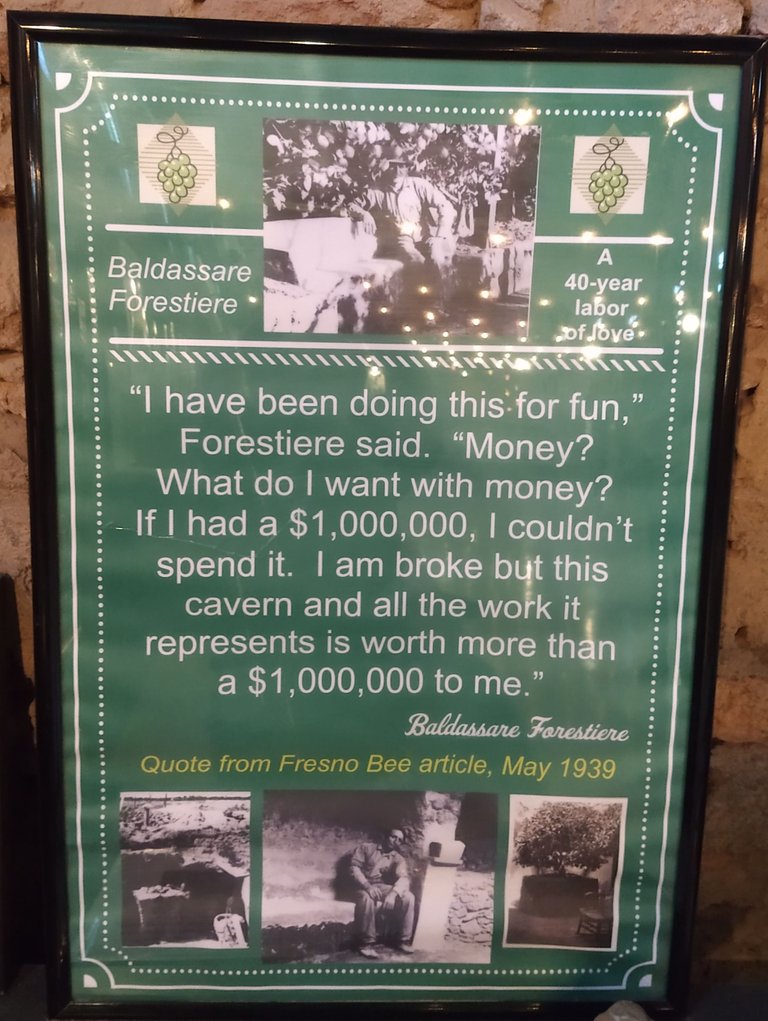 Baldassare
Forestiere
A
40-year
labor
of love
“I have been doing this for fun,”
Forestiere said. “Money?
What do I want with money?
If I had a $1,000,000, I couldn’t
spend it. I am broke but this
cavern and all the work it
represents is worth more than
a $1,000,000 to me.”
Baldassare Forestiere
Quote from Fresno Bee article, May 1939